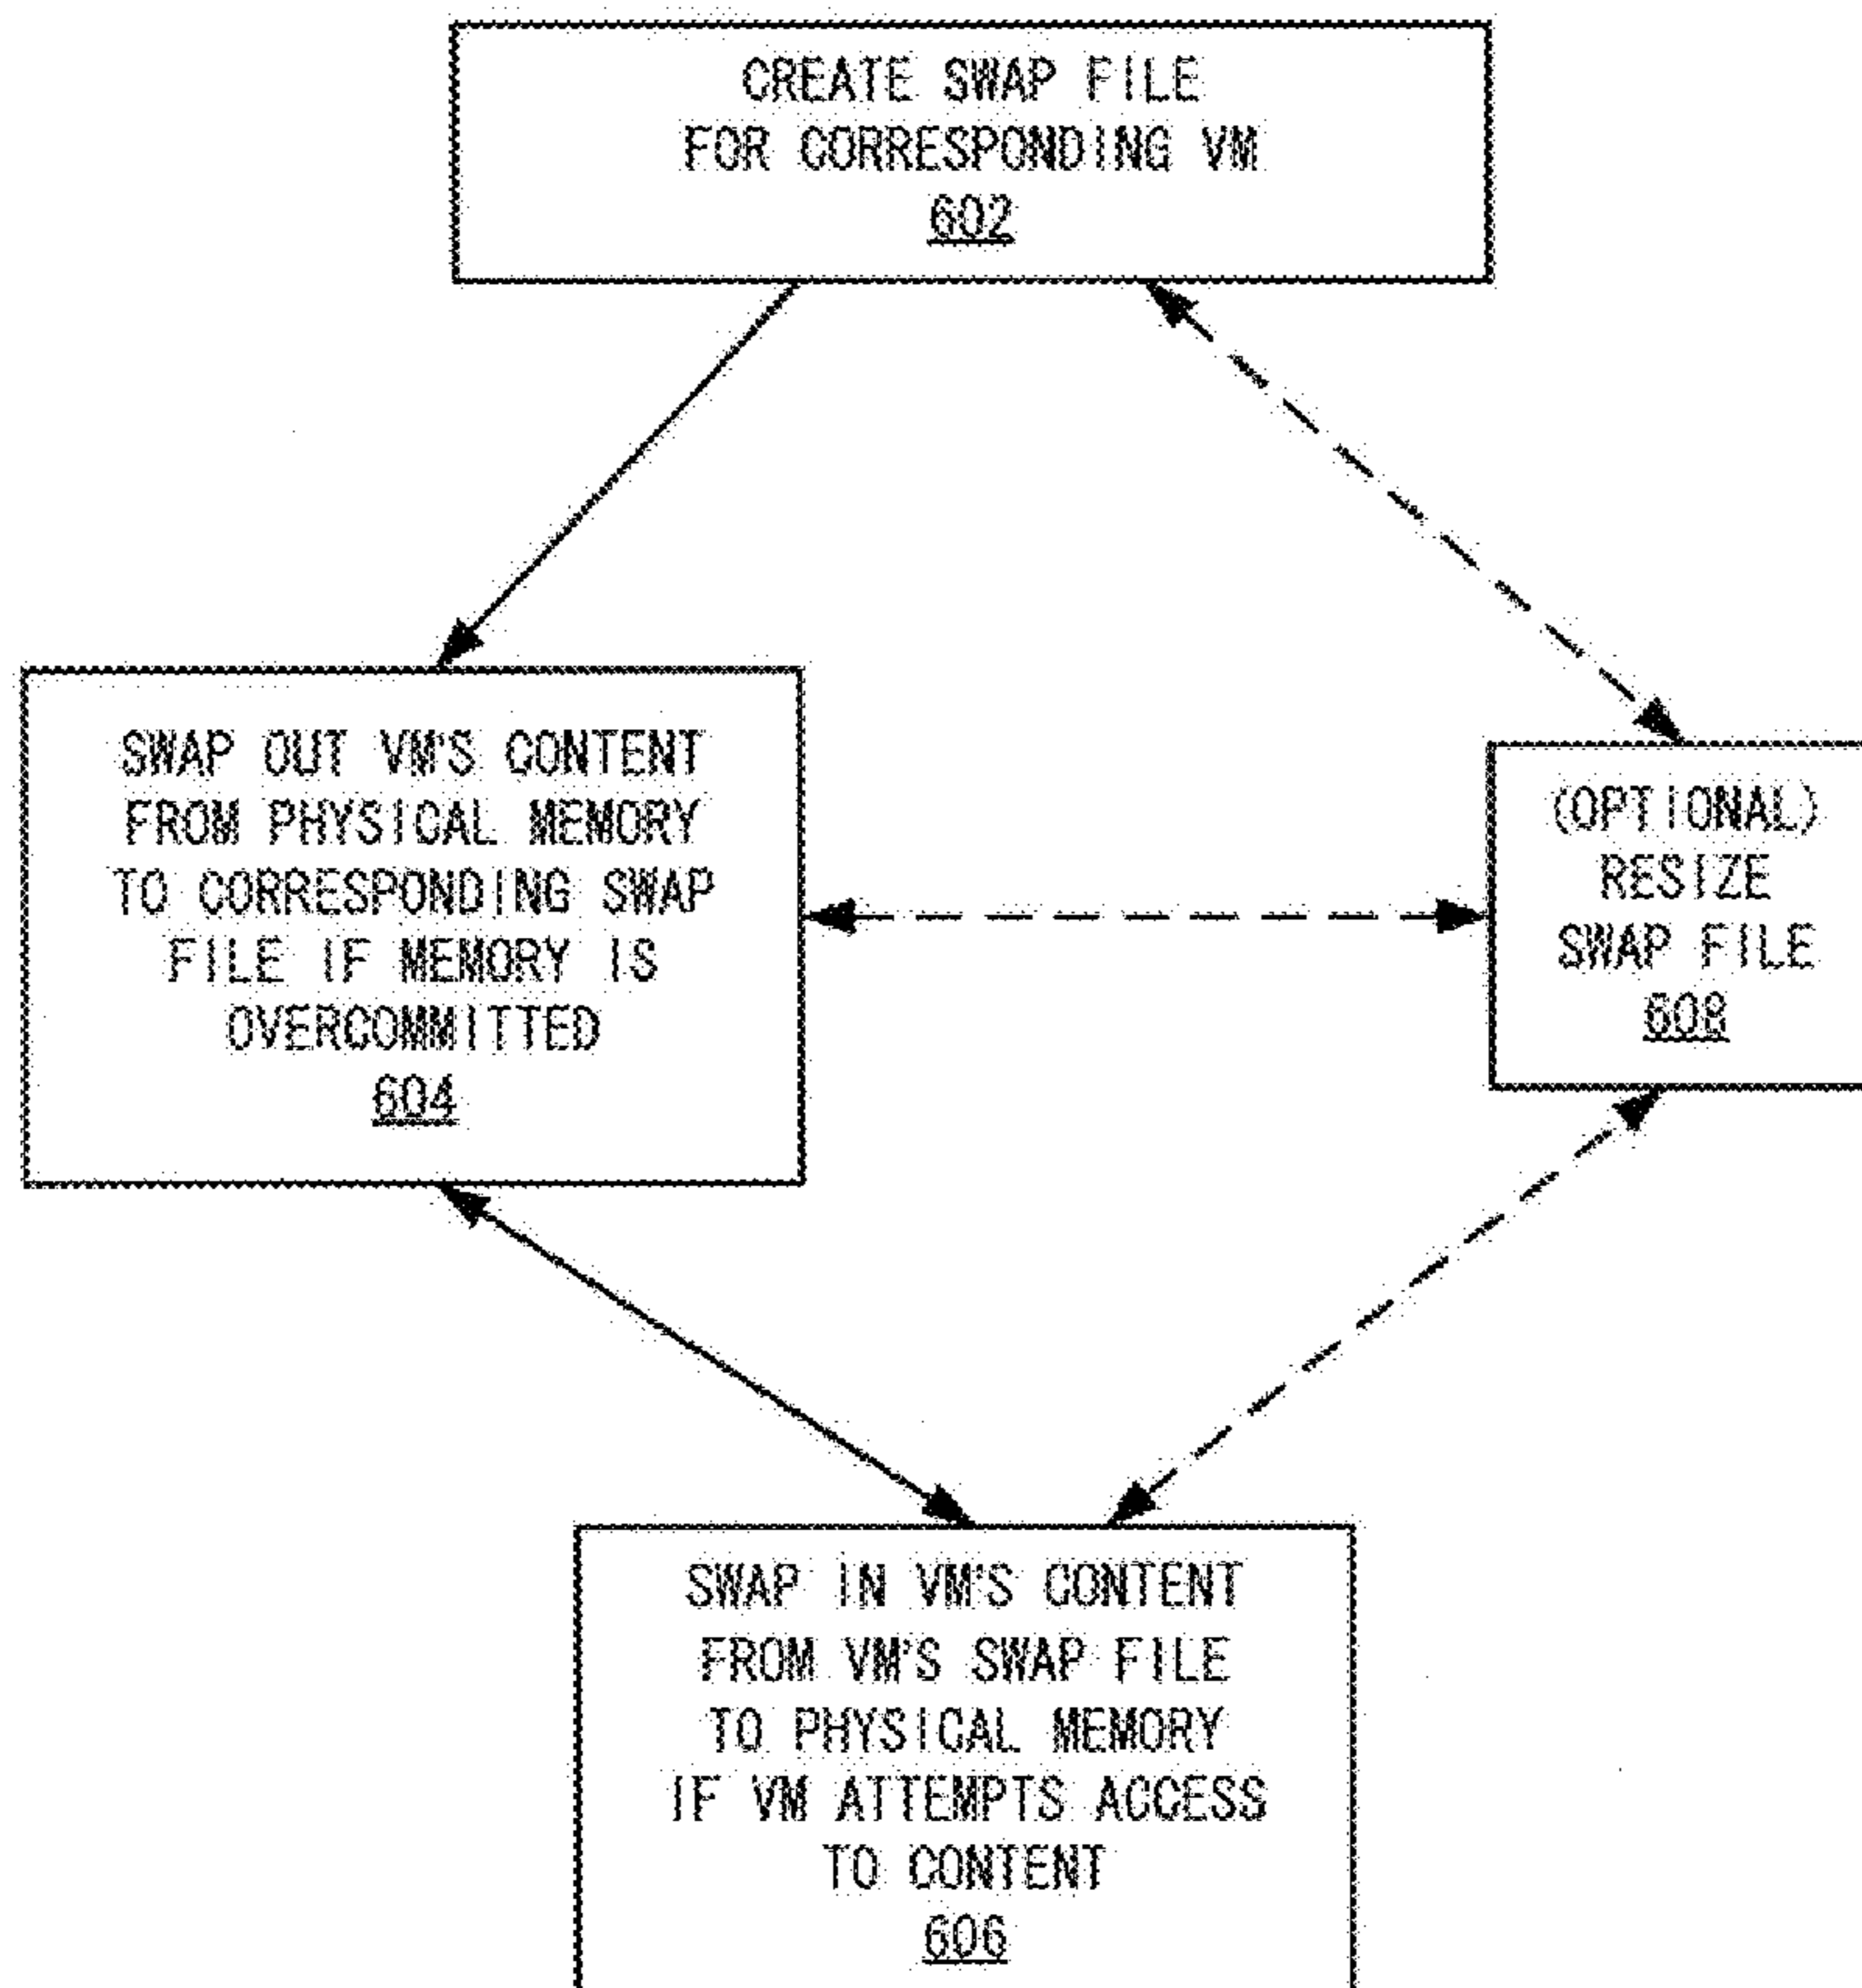 CREATE SWAP FILE
FOR CORRESPONDING VM
602
SWAP OUT VM'S CONTENT
FROM PHYSICAL MEMORY
TO CORRESPONDING SWAP
FILE IF MEMORY IS
OVERCOMMITTED
604
(OPTIONAL)
RESIZE
SWAP FILE
608
SWAP IN VM'S CONTENT
FROM VM'S SWAP FILE
TO PHYSICAL MEMORY
IF VM ATTEMPTS ACCESS
TO CONTENT
606